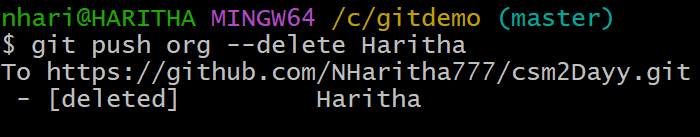 nhari@HARITHA MINGW64 /c/gitdemo (master)
$ git push org --delete Haritha
To https://github.com/NHaritha777/csm2Dayy.git
 - [deleted]         Haritha